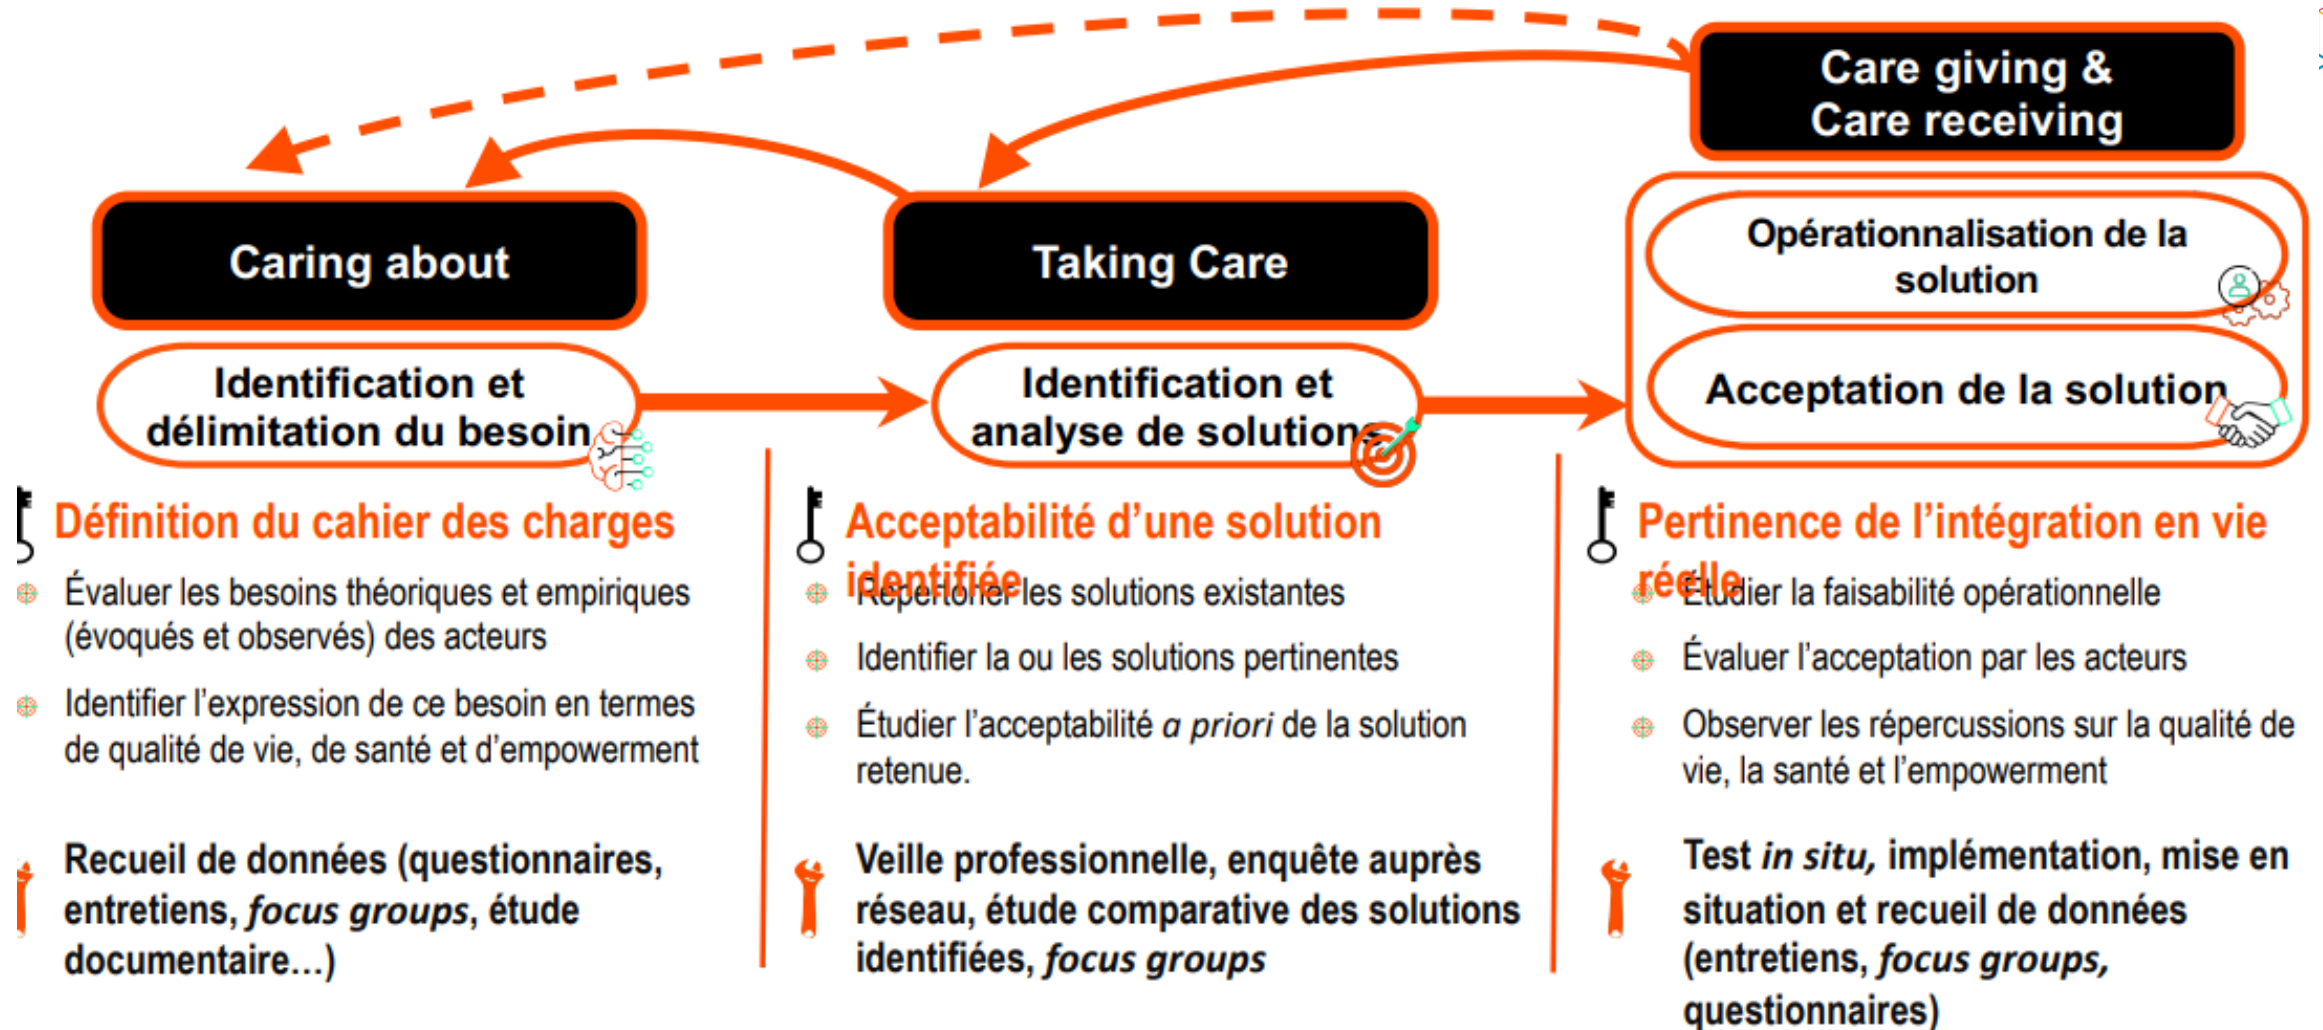 Care giving &
Care receiving
Caring about
Taking Care
Opérationnalisation de la
solution
Identification et
délimitation du besoin
Identification et
analyse de solutions
Acceptation de la solution
Définition du cahier des charges
Évaluer les besoins théoriques et empiriques
(évoqués et observés) des acteurs
Identifier l’expression de ce besoin en termes
de qualité de vie, de santé et d’empowerment
Recueil de données (questionnaires,
entretiens, focus groups, étude
documentaire…)
Acceptabilité d’une solution
identifiée
Répertorier les solutions existantes
Identifier la ou les solutions pertinentes
Étudier l’acceptabilité a priori de la solution
retenue.
Veille professionnelle, enquête auprès
réseau, étude comparative des solutions
identifiées, focus groups
Pertinence de l’intégration en vie
réelle
Étudier la faisabilité opérationnelle
Évaluer l’acceptation par les acteurs
Observer les répercussions sur la qualité de
vie, la santé et l’empowerment
Test in situ, implémentation, mise en
situation et recueil de données
(entretiens, focus groups,
questionnaires)